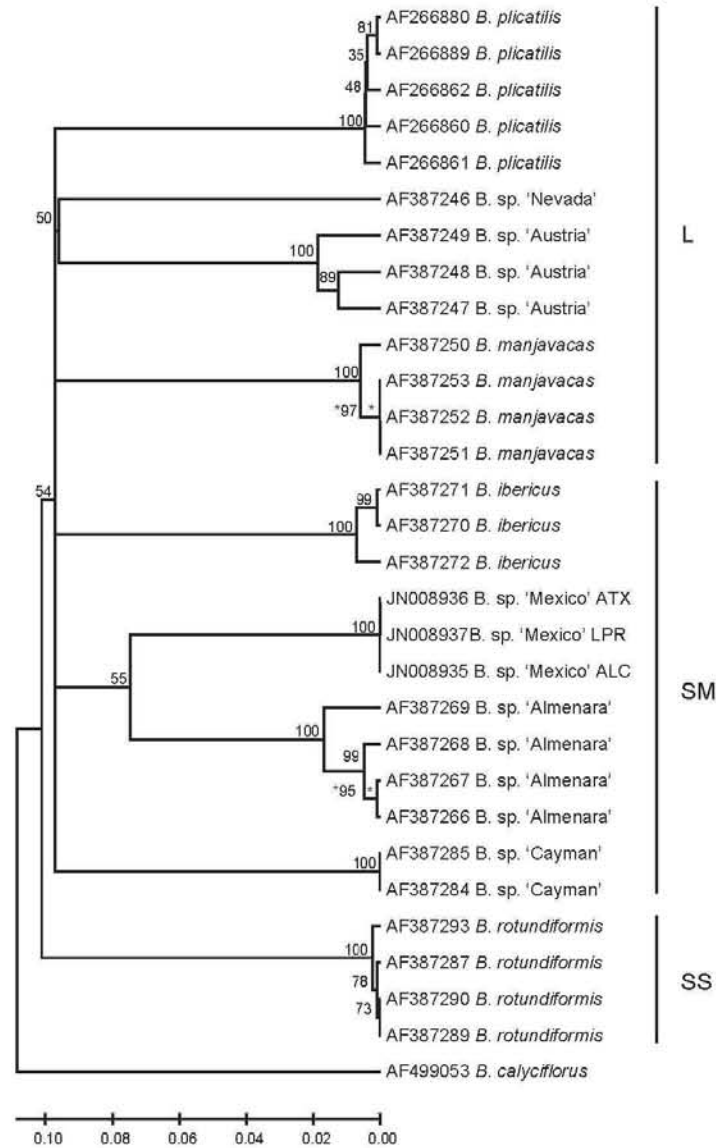 AF266880 B. plicatilis
81
AF266889 B. plicatilis
35
AF266862 B. plicatilis
48
AF266860 B. plicatilis
100
AF266861 B. plicatilis
AF387246 B. sp. 'Nevada'
50
L
AF387249 B. sp. 'Austria'
100
AF387248 B. sp. 'Austria'
89
AF387247 B. sp. 'Austria'
AF387250 B. manjavacas
100
AF387253 B. manjavacas
*97 *
AF387252 B. manjavacas
AF387251 B. manjavacas
54
AF387271 B. ibericus
99
AF387270 B. ibericus
100
AF387272 B. ibericus
JN008936 B. sp. 'Mexico' ATX
100
JN008937B. sp. 'Mexico' LPR
JN008935 B. sp. 'Mexico' ALC
55
SM
AF387269 B. sp. 'Almenara'
100
AF387268 B. sp. 'Almenara'
99
AF387267 B. sp. 'Almenara'
*95 *
AF387266 B. sp. 'Almenara'
AF387285 B. sp. 'Cayman'
100
AF387284 B. sp. 'Cayman'
AF387293 B. rotundiformis
100
AF387287 B. rotundiformis
SS
78
AF387290 B. rotundiformis
73
AF387289 B. rotundiformis
AF499053 B. calyciflorus
0.10 0.08 0.06 0.04 0.02 0.00